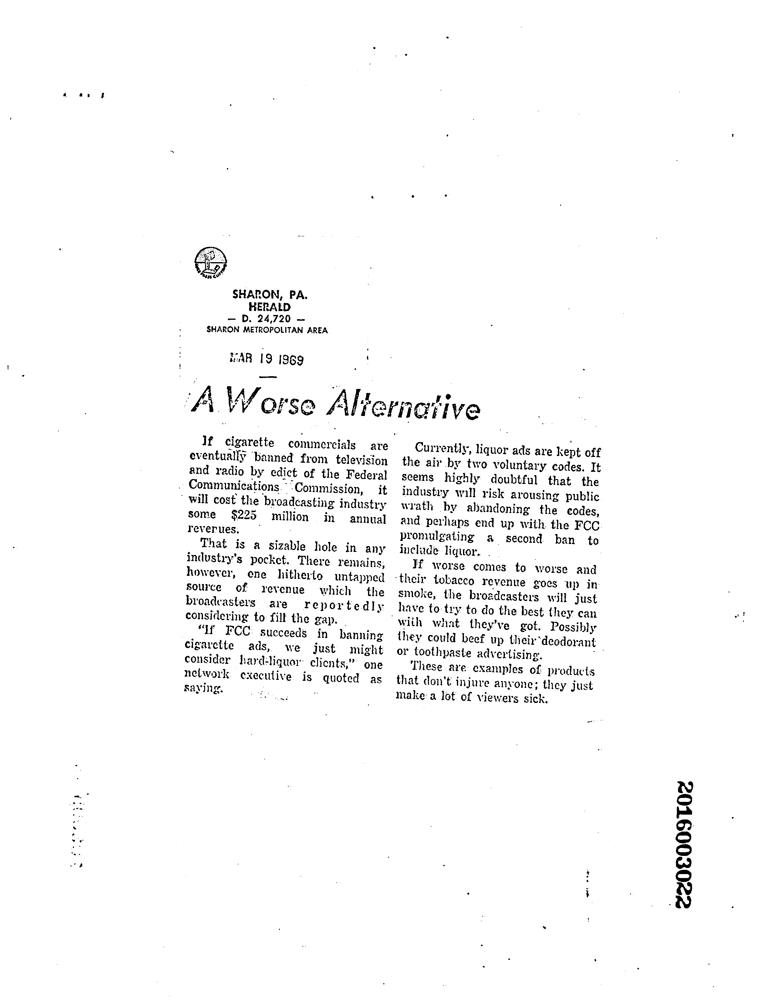 SHARON, PA.
HERALD
— D. 24,720 —
SHARON METROPOLITAN AREA
MAR 19 1969
A Worse Alternative
If cigarette commercials are
eventually banned from television
and radio by edict of the Federal
Communications Commission, it
will cost the broadcasting industry
some $225 million in annual
revenues.
That is a sizable hole in any
industry's pocket. There remains,
however, one hitherto untapped
source of revenue which the
broadcasters are reportedly
considering to fill the gap.
"If FCC succeeds in banning
cigarette ads, we just might
consider hard-liquor clients," one
network executive is quoted as
saying.
Currently, liquor ads are kept off
the air by two voluntary codes. It
seems highly doubtful that the
industry will risk arousing public
wrath by abandoning the codes,
and perhaps end up with the FCC
promulgating a second ban to
include liquor.
If worse comes to worse and
their tobacco revenue goes up in
smoke, the broadcasters will just
have to try to do the best they can
with what they've got. Possibly
they could beef up their deodorant
or toothpaste advertising.
These are examples of products
that don't injure anyone; they just
make a lot of viewers sick.
2016003022